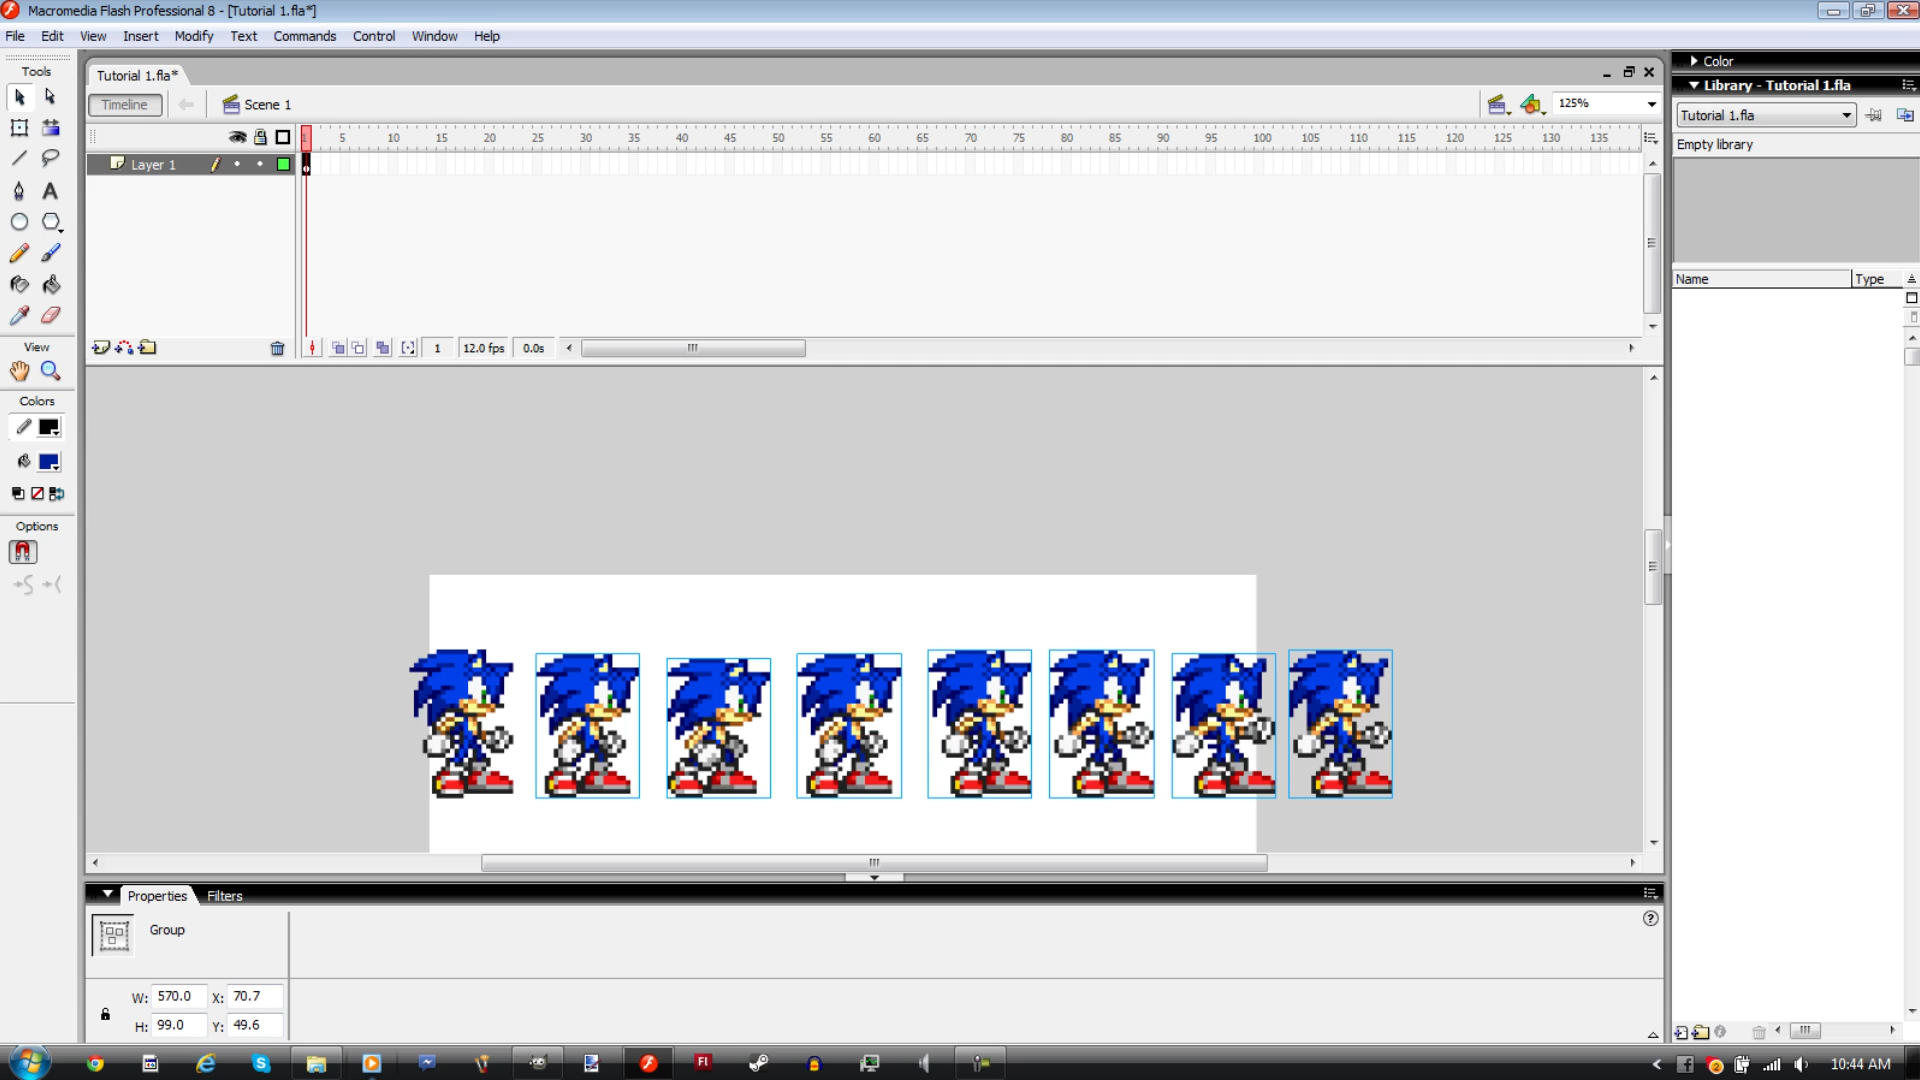 Macromedia Flash Professional 8 - [Tutorial 1.fla*]
File Edit View Insert Modify Text Commands Control Window Help
Tools
Tutorial 1.fla*
Timeline
Scene 1
125%
1 5 10 15 20 25 30 35 40 45 50 55 60 65 70 75 80 85 90 95 100 105 110 115 120 125 130 135
Layer 1
1 12.0 fps 0.0s
View
Colors
Options
Properties Filters
Group
W: 570.0 X: 70.7
H: 99.0 Y: 49.6
Color
Library - Tutorial 1.fla
Tutorial 1.fla
Empty library
Name Type
10:44 AM